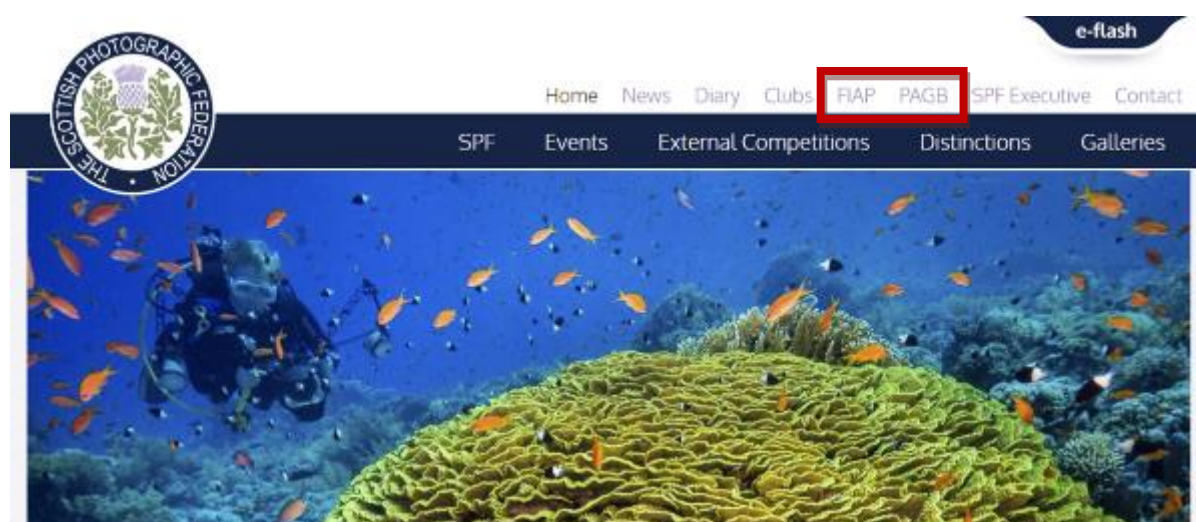 e-flash
THE SCOTTISH PHOTOGRAPHIC FEDERATION
Home News Diary Clubs FIAP PAGB SPF Executive Contact
SPF Events External Competitions Distinctions Galleries